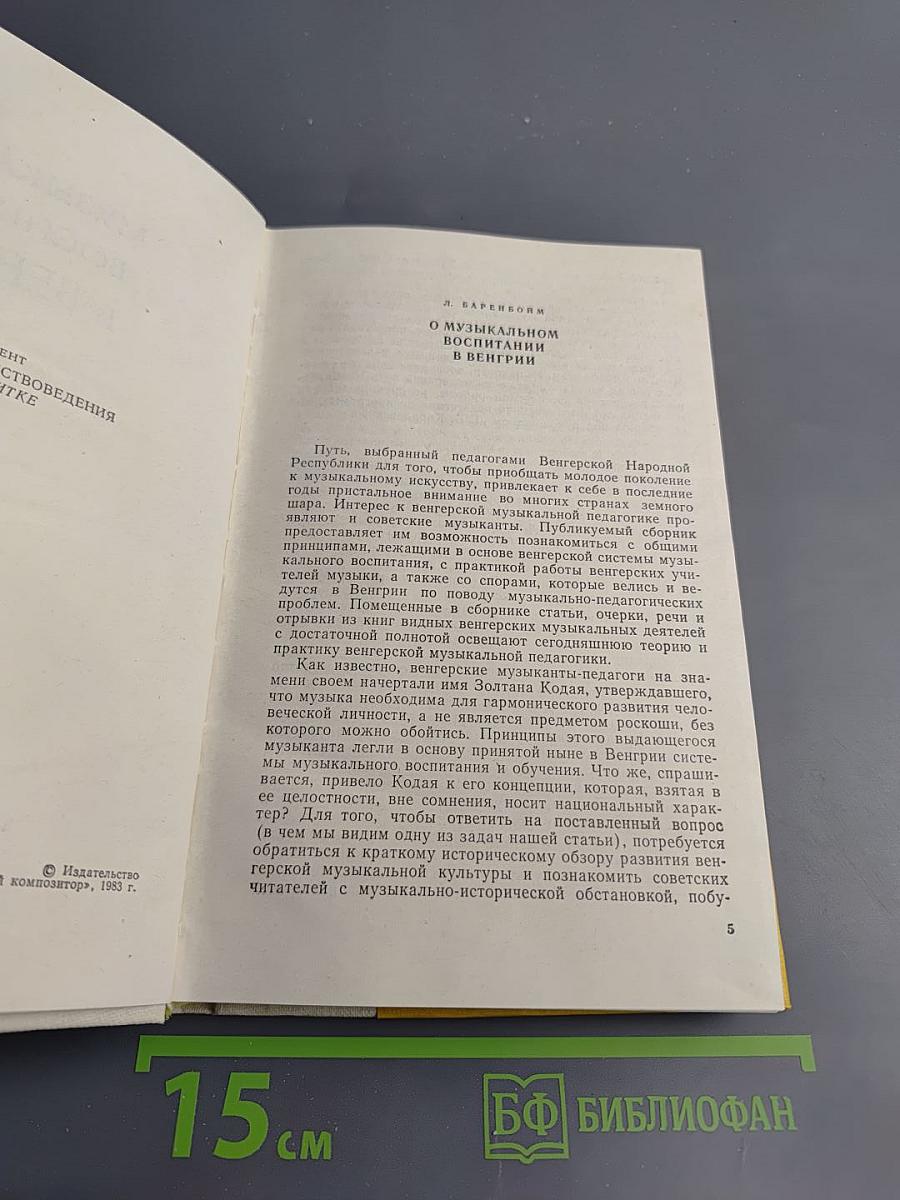 ЕНТ
СТВОВЕДЕНИЯ
ИТКЕ
© Издательство
й композитор», 1983 г.
Л. БАРЕНБОЙМ
О МУЗЫКАЛЬНОМ
ВОСПИТАНИИ
В ВЕНГРИИ
Путь, выбранный педагогами Венгерской Народной
Республики для того, чтобы приобщать молодое поколение
к музыкальному искусству, привлекает к себе в последние
годы пристальное внимание во многих странах земного
шара. Интерес к венгерской музыкальной педагогике про-
являют и советские музыканты. Публикуемый сборник
предоставляет им возможность познакомиться с общими
принципами, лежащими в основе венгерской системы музы-
кального воспитания, с практикой работы венгерских учи-
телей музыки, а также со спорами, которые велись и ве-
дутся в Венгрии по поводу музыкально-педагогических
проблем. Помещенные в сборнике статьи, очерки, речи и
отрывки из книг видных венгерских музыкальных деятелей
с достаточной полнотой освещают сегодняшнюю теорию и
практику венгерской музыкальной педагогики.
Как известно, венгерские музыканты-педагоги на зна-
мени своем начертали имя Золтана Кодая, утверждавшего,
что музыка необходима для гармонического развития чело-
веческой личности, а не является предметом роскоши, без
которого можно обойтись. Принципы этого выдающегося
музыканта легли в основу принятой ныне в Венгрии систе-
мы музыкального воспитания и обучения. Что же, спраши-
вается, привело Кодая к его концепции, которая, взятая в
ее целостности, вне сомнения, носит национальный харак-
тер? Для того, чтобы ответить на поставленный вопрос
(в чем мы видим одну из задач нашей статьи), потребуется
обратиться к краткому историческому обзору развития вен-
герской музыкальной культуры и познакомить советских
читателей с музыкально-исторической обстановкой, побу-
5
15 см
БФ БИБЛИОФАН